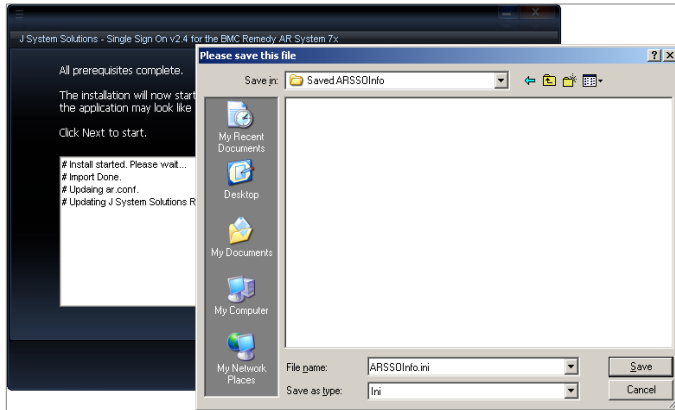 J System Solutions - Single Sign On v2.4 for the BMC Remedy AR System 7x
All prerequisites complete.
The installation will now start
the application may look like
Click Next to start.
# Install started. Please wait...
# Import Done.
# Updaing ar.conf.
# Updating J System Solutions R
Please save this file
Save in:
Saved ARSSOInfo
My Recent
Documents
Desktop
My Documents
My Computer
My Network
Places
File name:
ARSSOInfo.ini
Save
Save as type:
Ini
Cancel